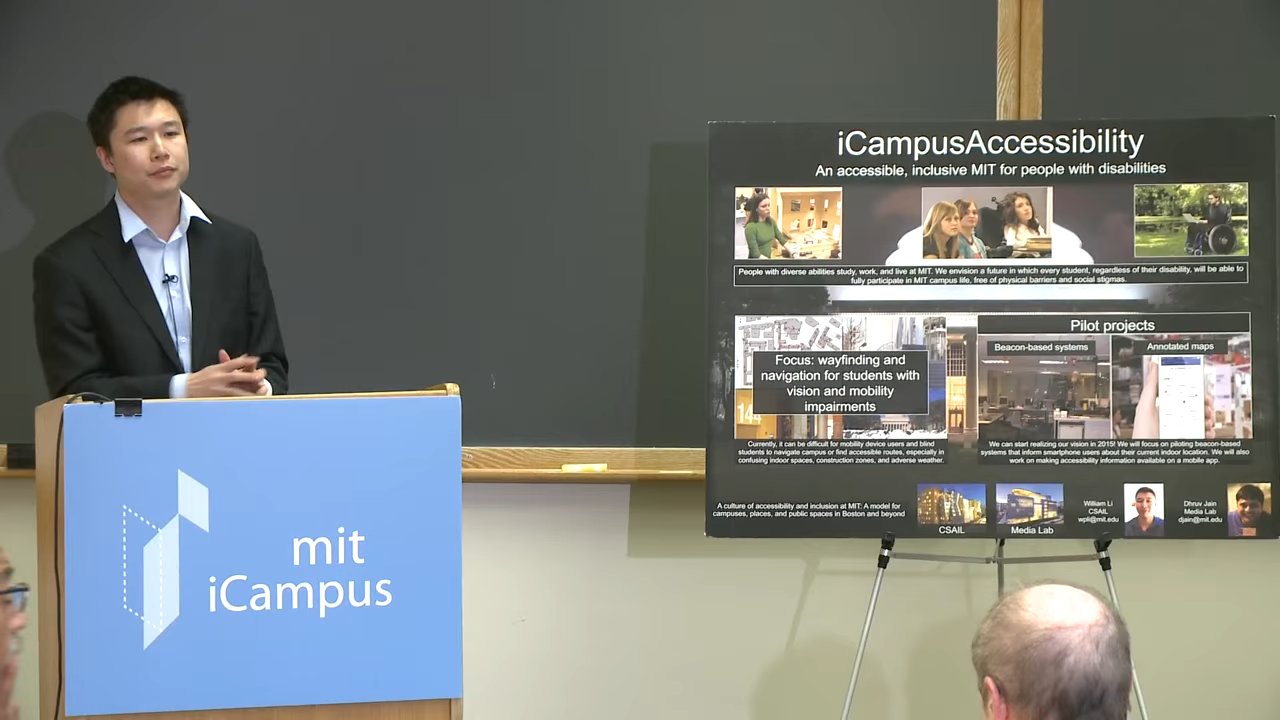 mit
iCampus
iCampusAccessibility
An accessible, inclusive MIT for people with disabilities
People with diverse abilities study, work, and live at MIT. We envision a future in which every student, regardless of their disability, will be able to
fully participate in MIT campus life, free of physical barriers and social stigmas.
Focus: wayfinding and
navigation for students with
vision and mobility
impairments
144
Currently, it can be difficult for mobility device users and blind
students to navigate campus or find accessible routes, especially in
confusing indoor spaces, construction zones, and adverse weather.
Pilot projects
Beacon-based systems
Annotated maps
We can start realizing our vision in 2015! We will focus on piloting beacon-based
systems that inform smartphone users about their current indoor location. We will also
work on making accessibility information available on a mobile app.
A culture of accessibility and inclusion at MIT: A model for
campuses, places, and public spaces in Boston and beyond
CSAIL
Media Lab
William Li
CSAIL
wpli@mit.edu
Dhruv Jain
Media Lab
djain@mit.edu